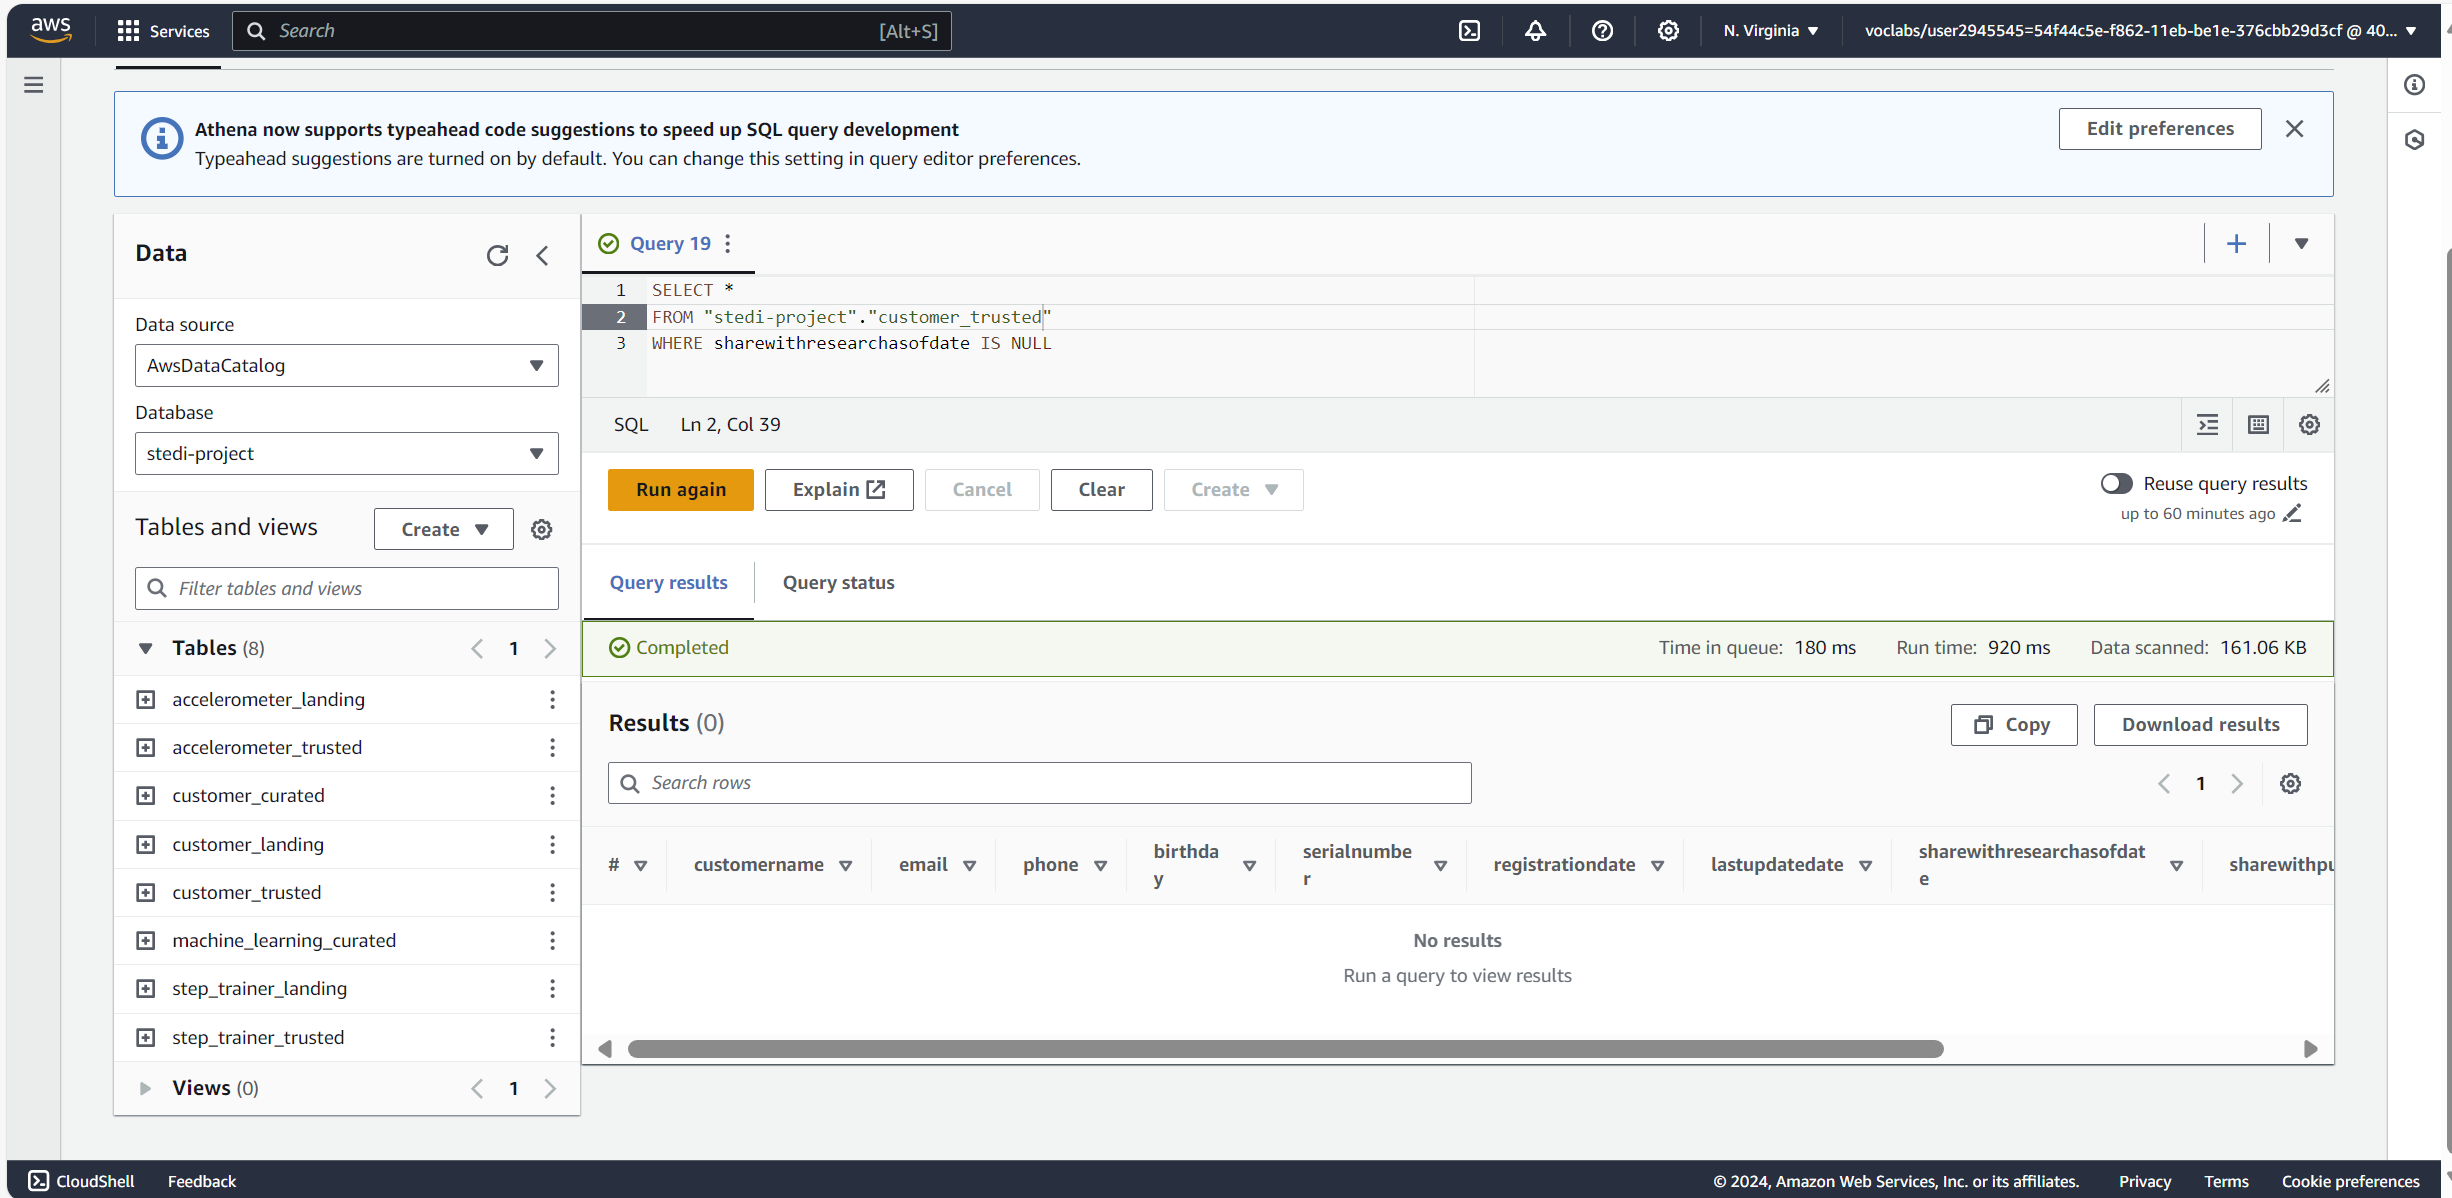 aws
Services
Search
[Alt+S]
N. Virginia
voclabs/user2945545=54f44c5e-f862-11eb-be1e-376cbb29d3cf @ 40...
Athena now supports typeahead code suggestions to speed up SQL query development
Typeahead suggestions are turned on by default. You can change this setting in query editor preferences.
Edit preferences
Data
Data source
AwsDataCatalog
Database
stedi-project
Tables and views
Create
Filter tables and views
Tables (8)
1
accelerometer_landing
accelerometer_trusted
customer_curated
customer_landing
customer_trusted
machine_learning_curated
step_trainer_landing
step_trainer_trusted
Views (0)
1
Query 19
1 SELECT *
2 FROM "stedi-project"."customer_trusted"
3 WHERE sharewithresearchasofdate IS NULL
SQL Ln 2, Col 39
Run again
Explain
Cancel
Clear
Create
Reuse query results
up to 60 minutes ago
Query results
Query status
Completed
Time in queue: 180 ms
Run time: 920 ms
Data scanned: 161.06 KB
Results (0)
Copy
Download results
Search rows
1
#
customername
email
phone
birthda
y
serialnumbe
r
registrationdate
lastupdatedate
sharewithresearchasofdat
e
sharewithpu
No results
Run a query to view results
CloudShell
Feedback
© 2024, Amazon Web Services, Inc. or its affiliates.
Privacy
Terms
Cookie preferences